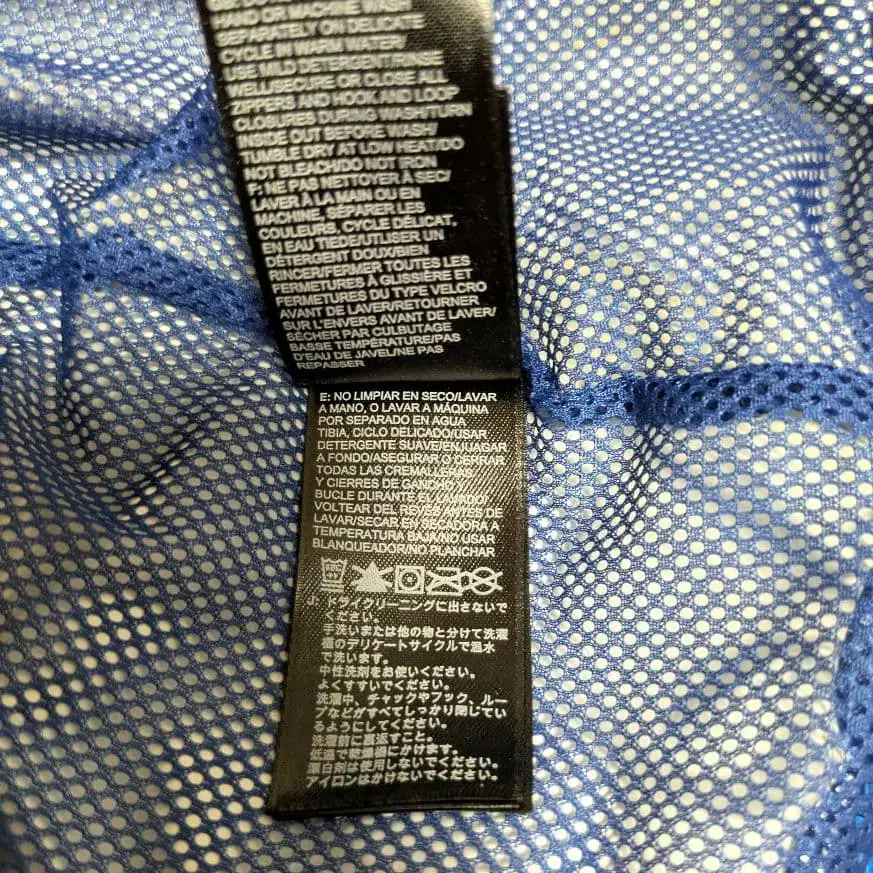 HAND OR MACHINE WASH
SEPARATELY ON DELICATE
CYCLE IN WARM WATER/
USE MILD DETERGENT/RINSE
WELL/SECURE OR CLOSE ALL
ZIPPERS AND HOOK AND LOOP
CLOSURES DURING WASH/TURN
INSIDE OUT BEFORE WASH/
TUMBLE DRY AT LOW HEAT/DO
NOT BLEACH/DO NOT IRON
F: NE PAS NETTOYER À SEC/
LAVER À LA MAIN OU EN
MACHINE, SÉPARER LES
COULEURS, CYCLE DÉLICAT,
EN EAU TIEDE/UTILISER UN
DÉTERGENT DOUX/BIEN
RINCER/FERMER TOUTES LES
FERMETURES À GLISSIÈRE ET
FERMETURES DU TYPE VELCRO
AVANT DE LAVER/RETOURNER
SUR L'ENVERS AVANT DE LAVER/
SÉCHER PAR CULBUTAGE
BASSE TEMPÉRATURE/PAS
D'EAU DE JAVEL/NE PAS
REPASSER
E: NO LIMPIAR EN SECO/LAVAR
A MANO, O LAVAR A MÁQUINA
POR SEPARADO EN AGUA
TIBIA, CICLO DELICADO/USAR
DETERGENTE SUAVE/ENJUAGAR
A FONDO/ASEGURAR O CERRAR
TODAS LAS CREMALLERAS
Y CIERRES DE GANCHO Y
BUCLE DURANTE EL LAVADO/
VOLTEAR DEL REVÉS ANTES DE
LAVAR/SECAR EN SECADORA A
TEMPERATURA BAJA/NO USAR
BLANQUEADOR/NO PLANCHAR
J: ドライクリーニングに出さないで
ください。
手洗いまたは他の物と分けて洗濯
機のデリケートサイクルで温水
で洗います。
中性洗剤をお使いください。
よくすすいでください。
洗濯中、チャックやフック、ルー
プなどがすべてしっかり閉じてい
るようにしてください。
洗濯前に裏返すこと。
低温で乾燥機にかけます。
漂白剤は使用しないでください。
アイロンはかけないでください。